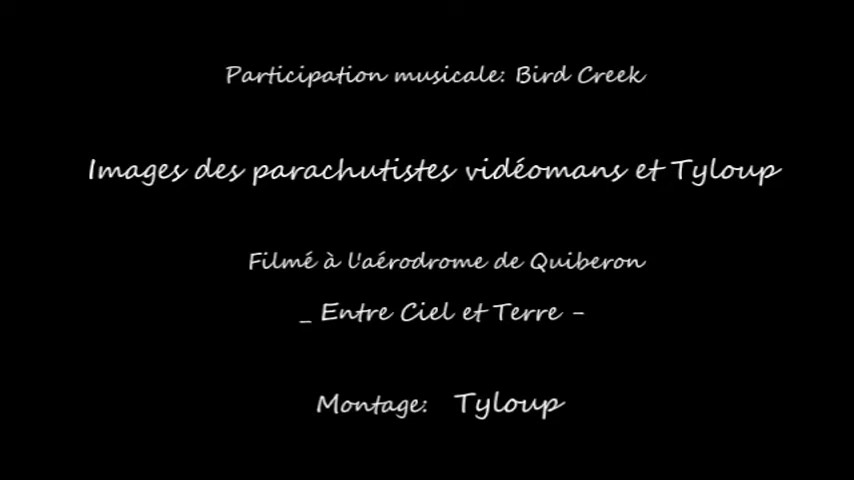 Participation musicale: Bird Creek
Images des parachutistes vidéomans et Tyloup
Filmé à l'aérodrome de Quiberon
_ Entre Ciel et Terre -
Montage: Tyloup